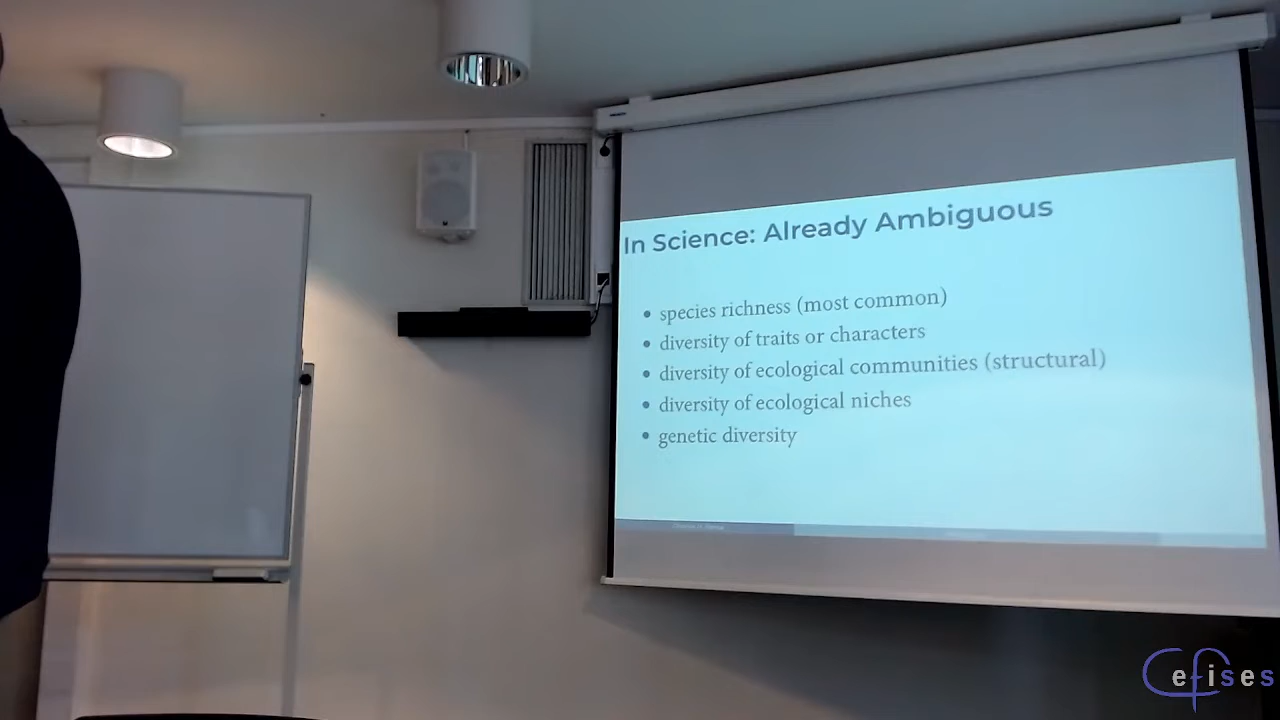 In Science: Already Ambiguous
• species richness (most common)
• diversity of traits or characters
• diversity of ecological communities (structural)
• diversity of ecological niches
• genetic diversity
Cefises